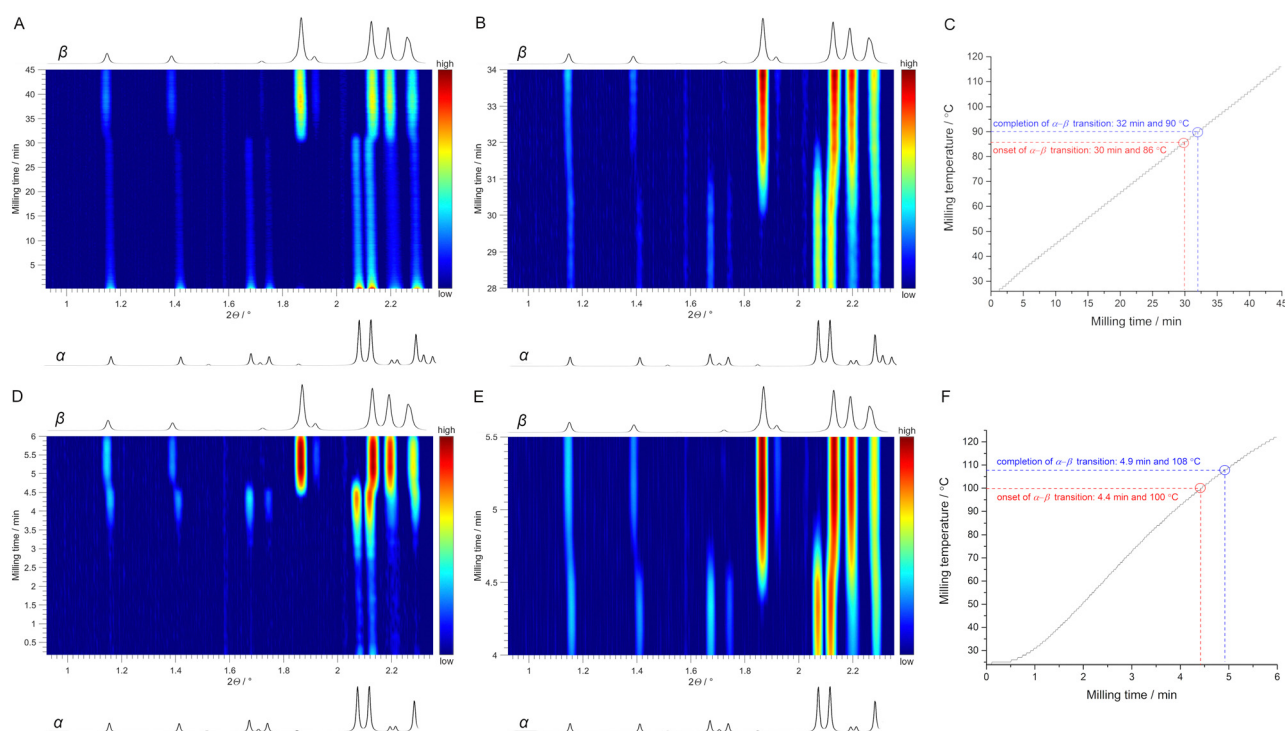 A
β
high
45
40
35
30
25
20
15
10
5
Milling time / min
low
1
1.2
1.4
1.6
1.8
2
2.2
2Θ / °
α
B
β
high
34
33
32
31
30
29
28
Milling time / min
low
1
1.2
1.4
1.6
1.8
2
2.2
2Θ / °
α
C
120
110
100
90
80
70
60
50
40
30
Milling temperature / °C
completion of α–β transition: 32 min and 90 °C
onset of α–β transition: 30 min and 86 °C
0
5
10
15
20
25
30
35
40
45
Milling time / min
D
β
high
6
5.5
5
4.5
4
3.5
3
2.5
2
1.5
1
0.5
Milling time / min
low
1
1.2
1.4
1.6
1.8
2
2.2
2Θ / °
α
E
β
high
5.5
5
4.5
4
Milling time / min
low
1
1.2
1.4
1.6
1.8
2
2.2
2Θ / °
α
F
120
110
100
90
80
70
60
50
40
30
Milling temperature / °C
completion of α–β transition: 4.9 min and 108 °C
onset of α–β transition: 4.4 min and 100 °C
0
1
2
3
4
5
6
Milling time / min